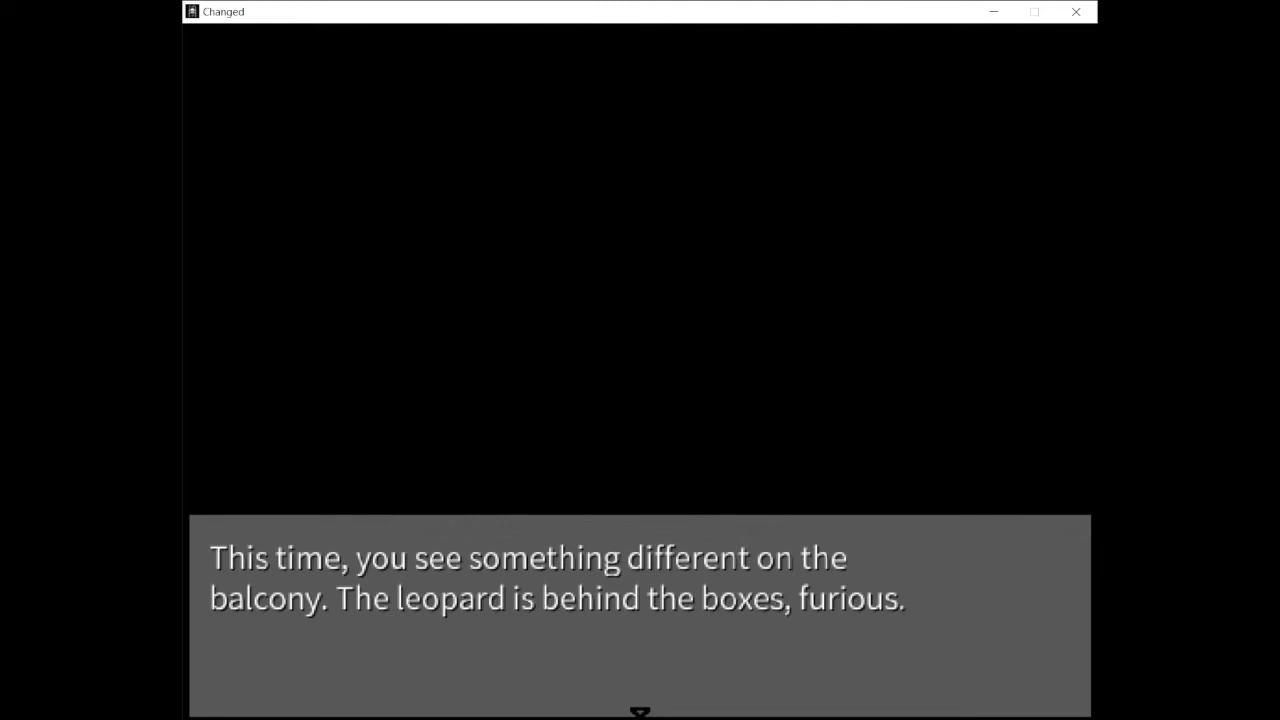 Changed
This time, you see something different on the
balcony. The leopard is behind the boxes, furious.